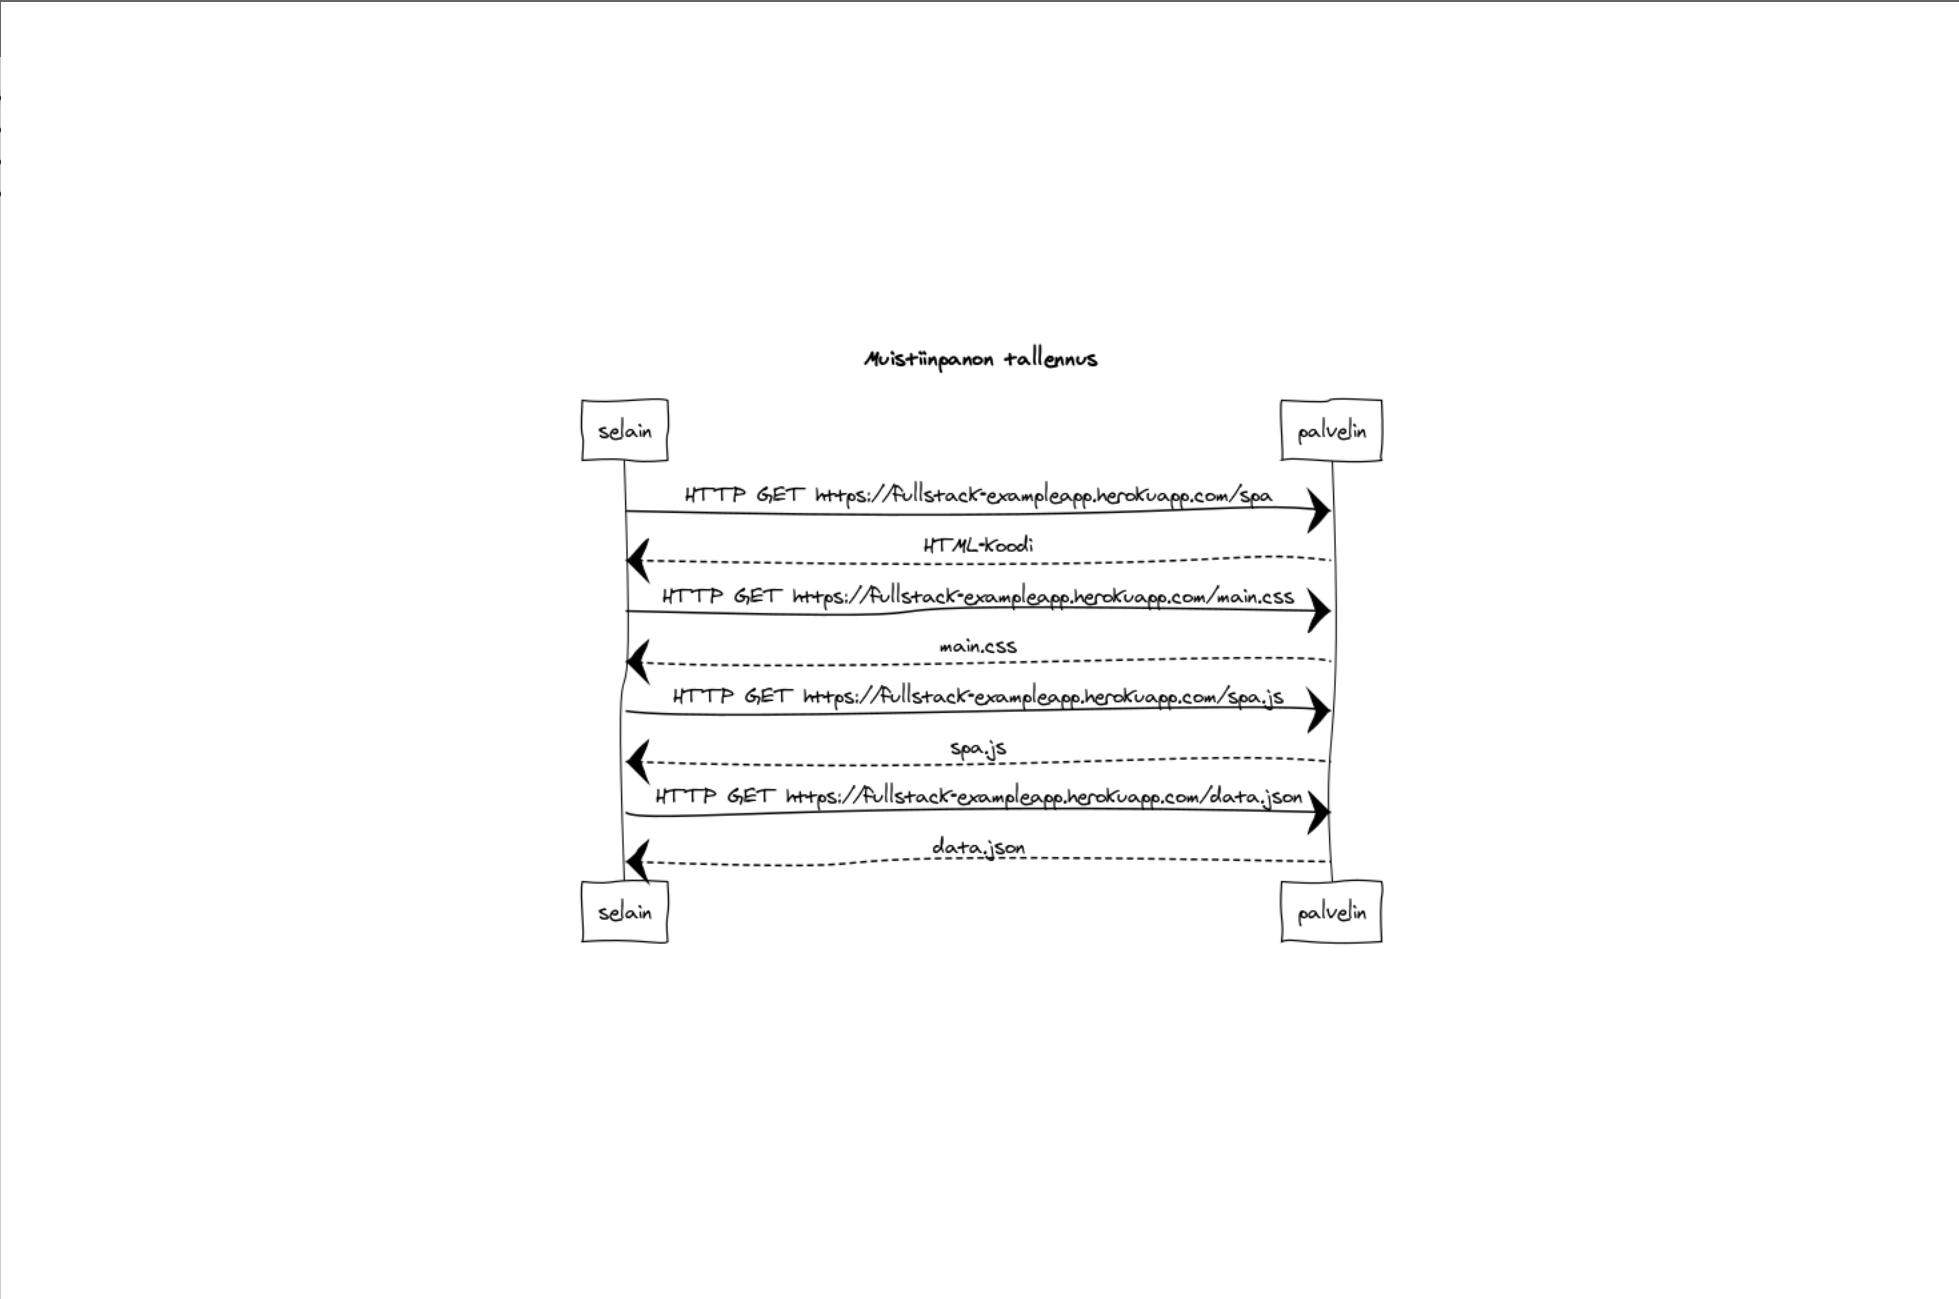 Muistiinpanon tallennus
selain
palvelin
HTTP GET https://fullstack-exampleapp.herokuapp.com/spa
HTML-koodi
HTTP GET https://fullstack-exampleapp.herokuapp.com/main.css
main.css
HTTP GET https://fullstack-exampleapp.herokuapp.com/spa.js
spa.js
HTTP GET https://fullstack-exampleapp.herokuapp.com/data.json
data.json
selain
palvelin